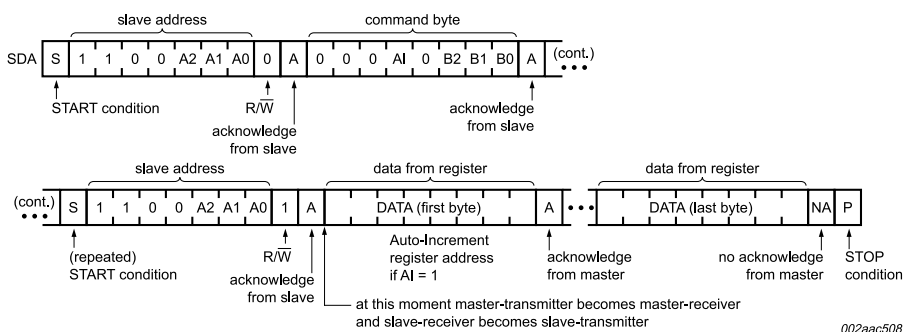 slave address command byte
SDA S 1 1 0 0 A2 A1 A0 0 A 0 0 0 AI 0 B2 B1 B0 A (cont.)
START condition R/W̅ acknowledge from slave acknowledge from slave
slave address data from register data from register
(cont.) S 1 1 0 0 A2 A1 A0 1 A DATA (first byte) A DATA (last byte) NA P
(repeated) START condition R/W̅ acknowledge from slave Auto-Increment register address if AI = 1 acknowledge from master no acknowledge from master STOP condition
at this moment master-transmitter becomes master-receiver
and slave-receiver becomes slave-transmitter
002aac508